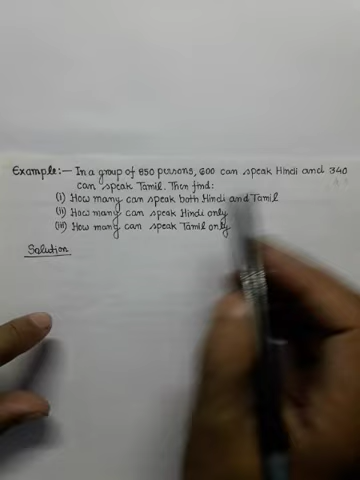 Example:— In a group of 850 persons, 600 can speak Hindi and 340
can speak Tamil. Then find:
(i) How many can speak both Hindi and Tamil
(ii) How many can speak Hindi only
(iii) How many can speak Tamil only
Solution